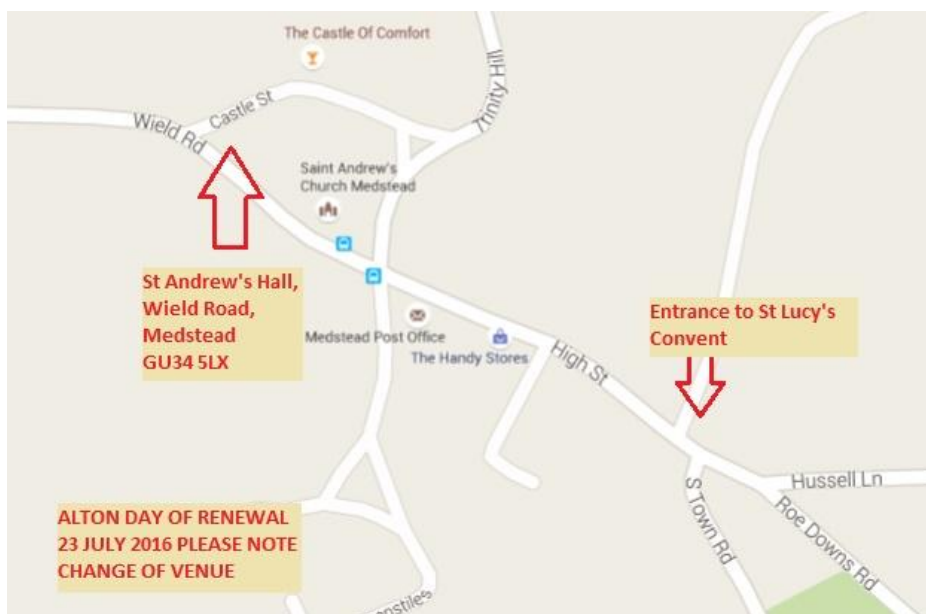 The Castle Of Comfort
Trinity Hill
Castle St
Wield Rd
Saint Andrew's
Church Medstead
St Andrew's Hall,
Wield Road,
Medstead
GU34 5LX
Medstead Post Office
The Handy Stores
High St
Entrance to St Lucy's
Convent
Hussell Ln
S Town Rd
Roe Downs Rd
ALTON DAY OF RENEWAL
23 JULY 2016 PLEASE NOTE
CHANGE OF VENUE